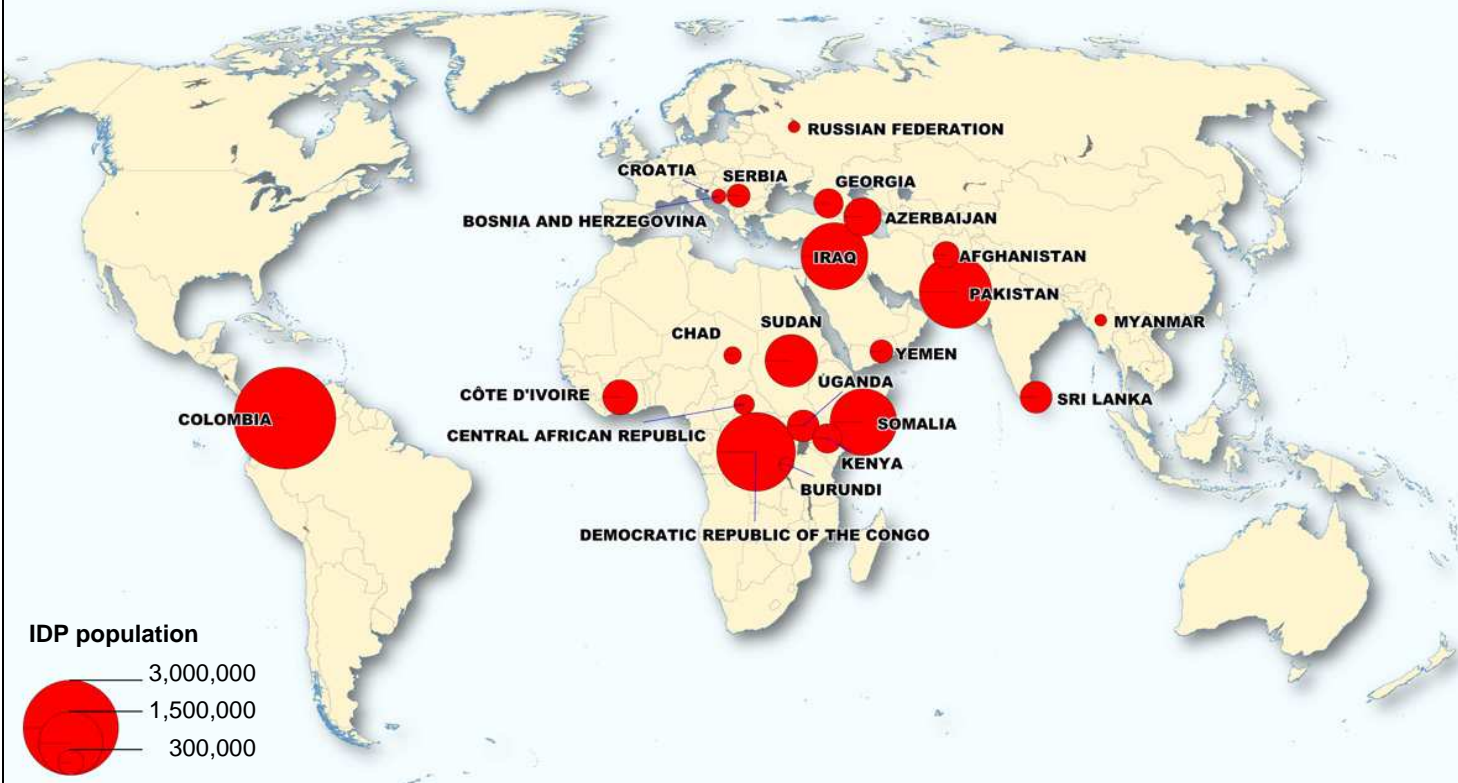 RUSSIAN FEDERATION
CROATIA
SERBIA
GEORGIA
BOSNIA AND HERZEGOVINA
AZERBAIJAN
IRAQ
AFGHANISTAN
PAKISTAN
SUDAN
MYANMAR
CHAD
YEMEN
UGANDA
CÔTE D'IVOIRE
SRI LANKA
COLOMBIA
SOMALIA
CENTRAL AFRICAN REPUBLIC
KENYA
BURUNDI
DEMOCRATIC REPUBLIC OF THE CONGO
IDP population
3,000,000
1,500,000
300,000